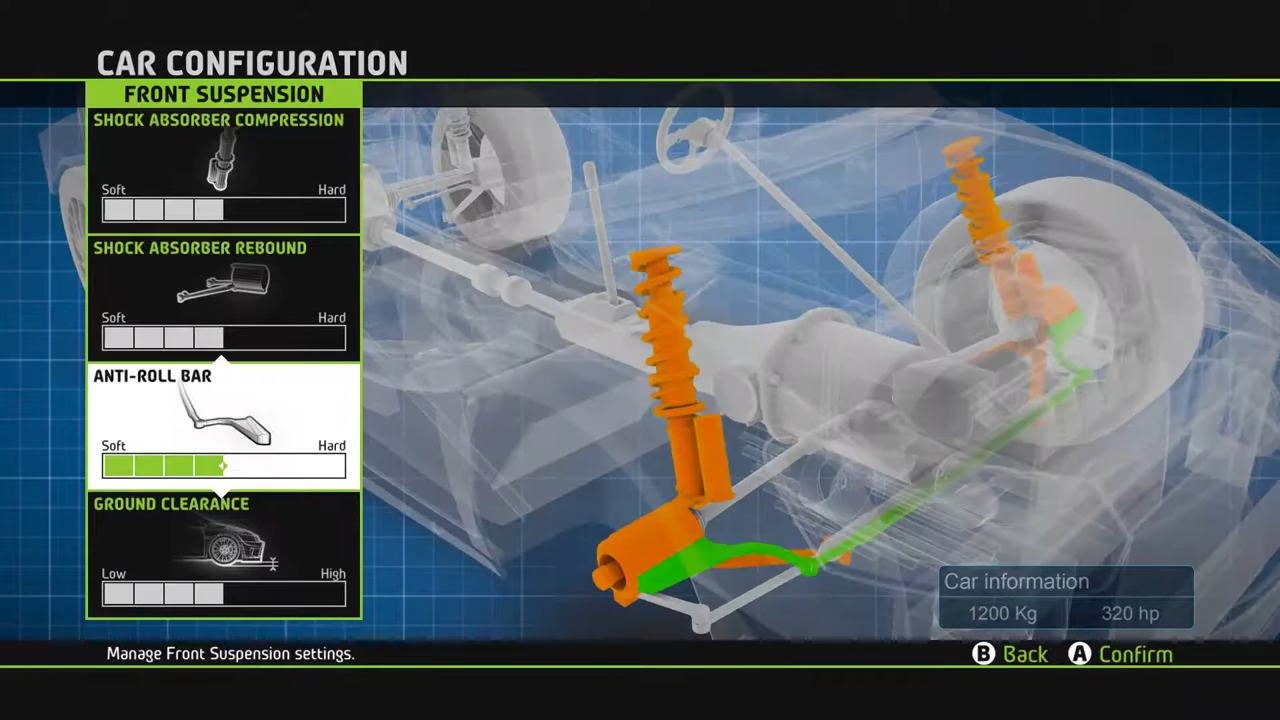 CAR CONFIGURATION
FRONT SUSPENSION
SHOCK ABSORBER COMPRESSION
Soft Hard
SHOCK ABSORBER REBOUND
Soft Hard
ANTI-ROLL BAR
Soft Hard
GROUND CLEARANCE
Low High
Car information
1200 Kg 320 hp
Manage Front Suspension settings.
B Back A Confirm